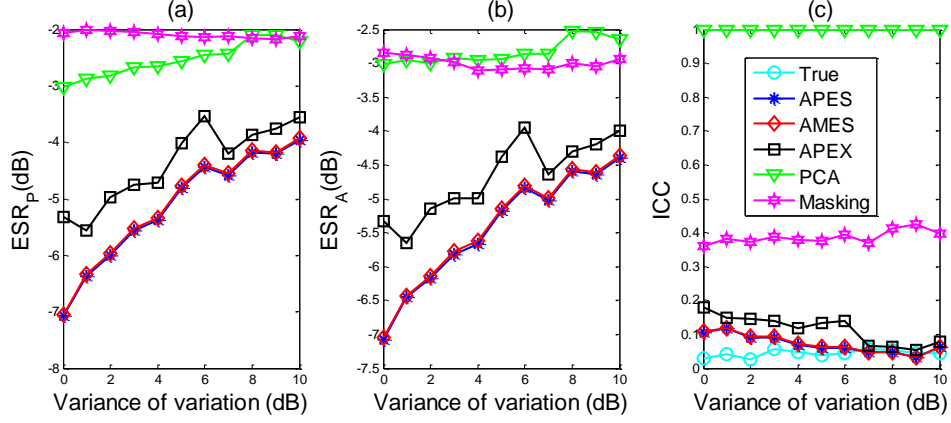 (a)
(b)
(c)
-2
-3
-4
-5
-6
-7
-8
0 2 4 6 8 10
ESR_P(dB)
Variance of variation (dB)
-2.5
-3
-3.5
-4
-4.5
-5
-5.5
-6
-6.5
-7
-7.5
0 2 4 6 8 10
ESR_A(dB)
Variance of variation (dB)
1
0.9
0.8
0.7
0.6
0.5
0.4
0.3
0.2
0.1
0
0 2 4 6 8 10
ICC
Variance of variation (dB)
True
APES
AMES
APEX
PCA
Masking